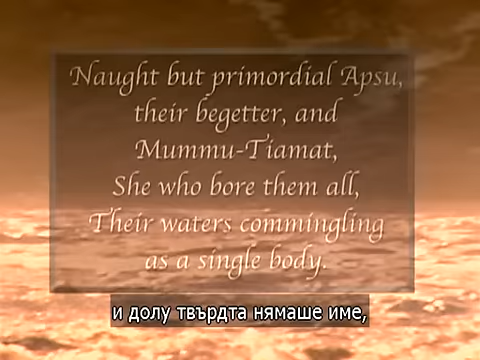 Naught but primordial Apsu,
their begetter, and
Mummu-Tiamat,
She who bore them all,
Their waters commingling
as a single body.
и долу твърдта нямаше име,